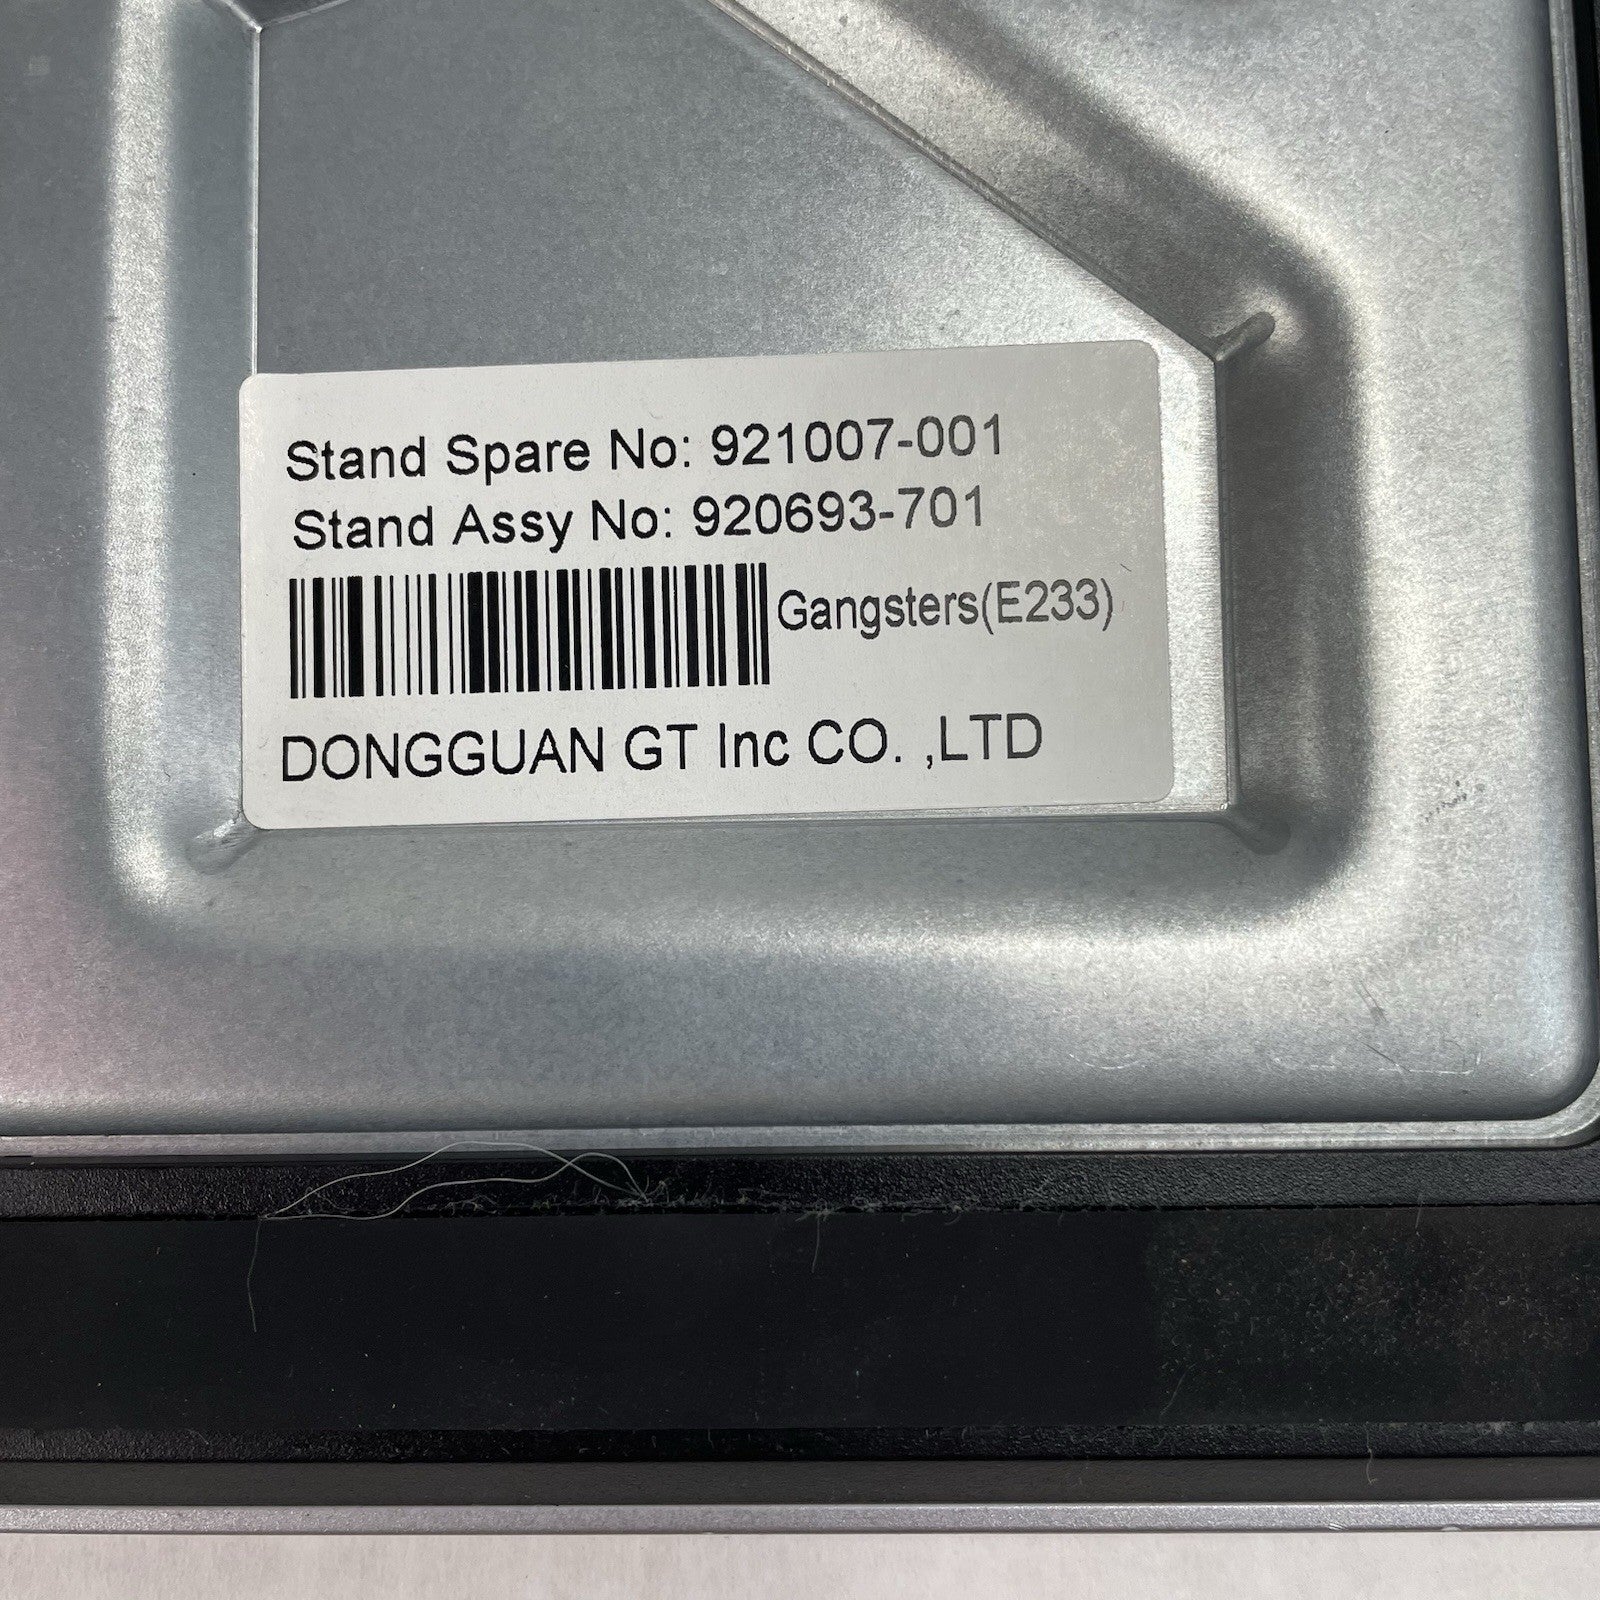 Stand Spare No: 921007-001
Stand Assy No: 920693-701
Gangsters(E233)
DONGGUAN GT Inc CO. ,LTD